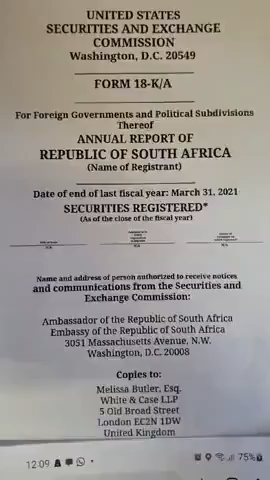 UNITED STATES
SECURITIES AND EXCHANGE
COMMISSION
Washington, D.C. 20549
FORM 18-K/A
For Foreign Governments and Political Subdivisions
Thereof
ANNUAL REPORT OF
REPUBLIC OF SOUTH AFRICA
(Name of Registrant)
Date of end of last fiscal year: March 31, 2021
SECURITIES REGISTERED*
(As of the close of the fiscal year)
N/A N/A N/A
Name and address of person authorized to receive notices
and communications from the Securities and
Exchange Commission:
Ambassador of the Republic of South Africa
Embassy of the Republic of South Africa
3051 Massachusetts Avenue, N.W.
Washington, D.C. 20008
Copies to:
Melissa Butler, Esq.
White & Case LLP
5 Old Broad Street
London EC2N 1DW
United Kingdom
12:09 75%